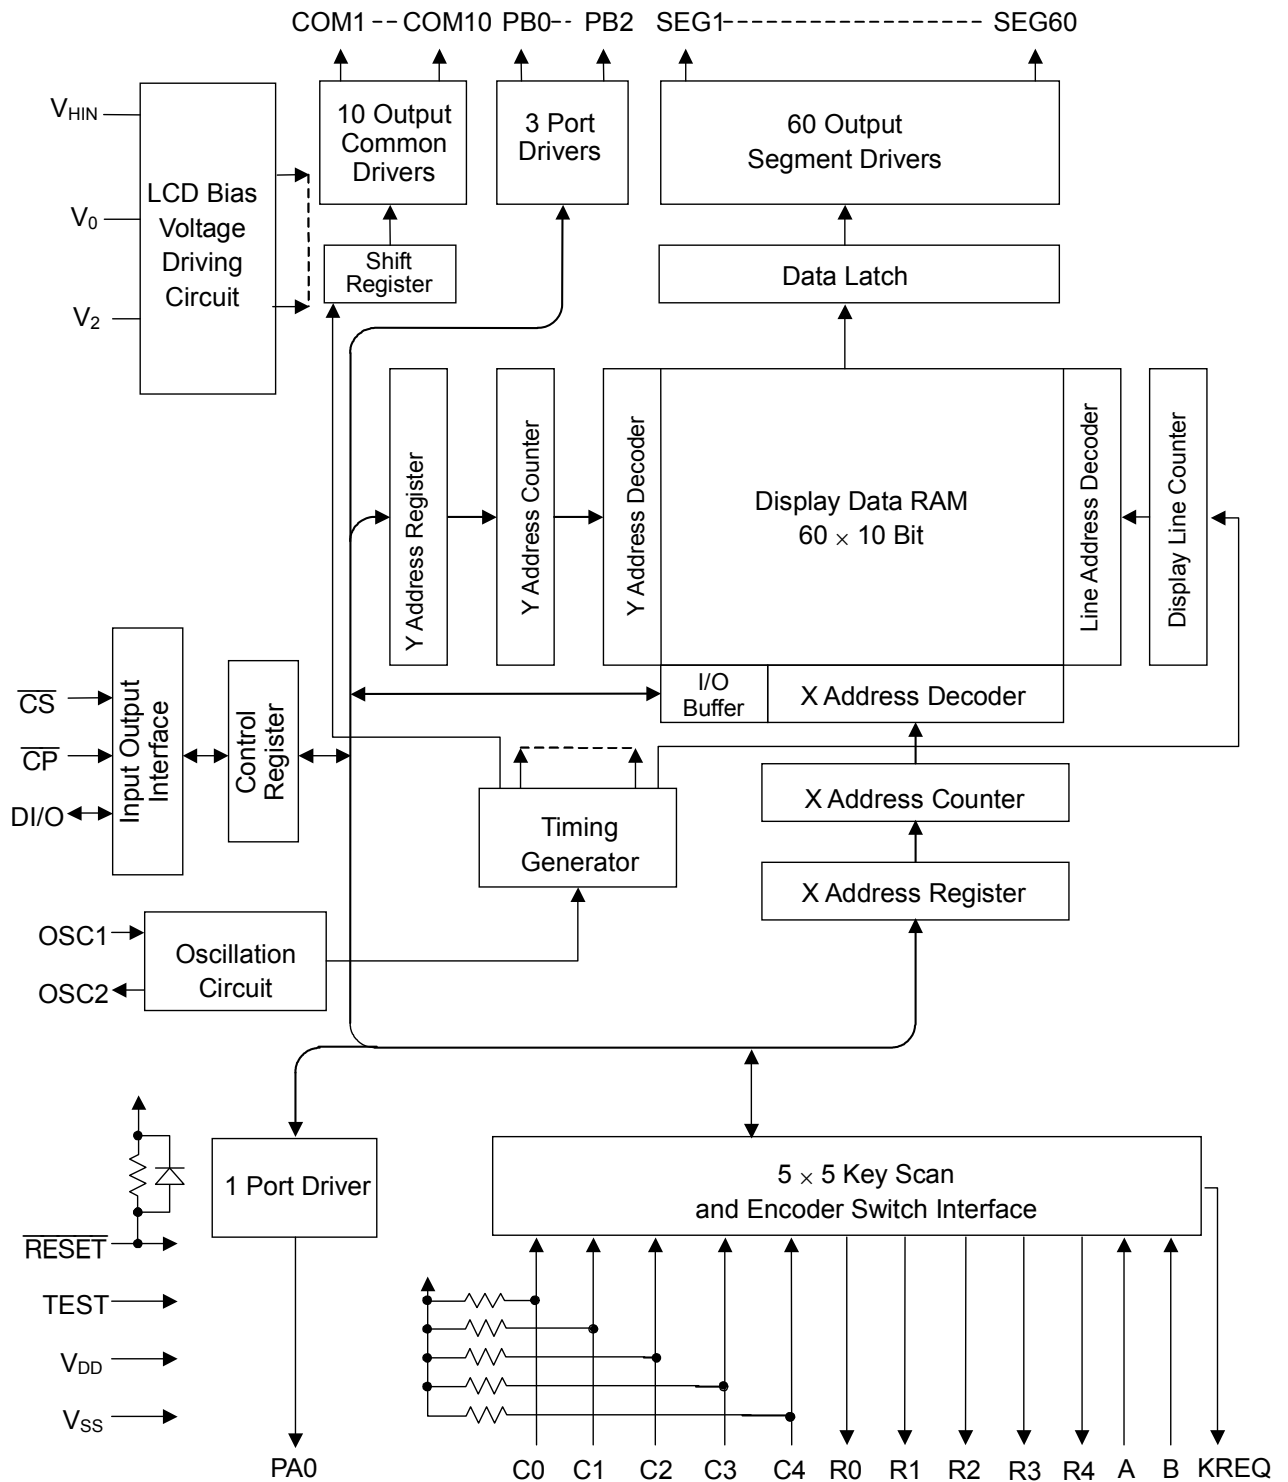 COM1 -- COM10 PB0-- PB2 SEG1------------------ SEG60
VHIN
V0
V2
LCD Bias
Voltage
Driving
Circuit
10 Output
Common
Drivers
3 Port
Drivers
60 Output
Segment Drivers
Shift
Register
Data Latch
Y Address Register
Y Address Counter
Y Address Decoder
Display Data RAM
60 × 10 Bit
Line Address Decoder
Display Line Counter
I/O
Buffer
X Address Decoder
CS
CP
DI/O
Input Output
Interface
Control
Register
Timing
Generator
X Address Counter
X Address Register
OSC1
OSC2
Oscillation
Circuit
RESET
TEST
VDD
VSS
1 Port Driver
5 × 5 Key Scan
and Encoder Switch Interface
PA0
C0 C1 C2 C3 C4 R0 R1 R2 R3 R4 A B KREQ